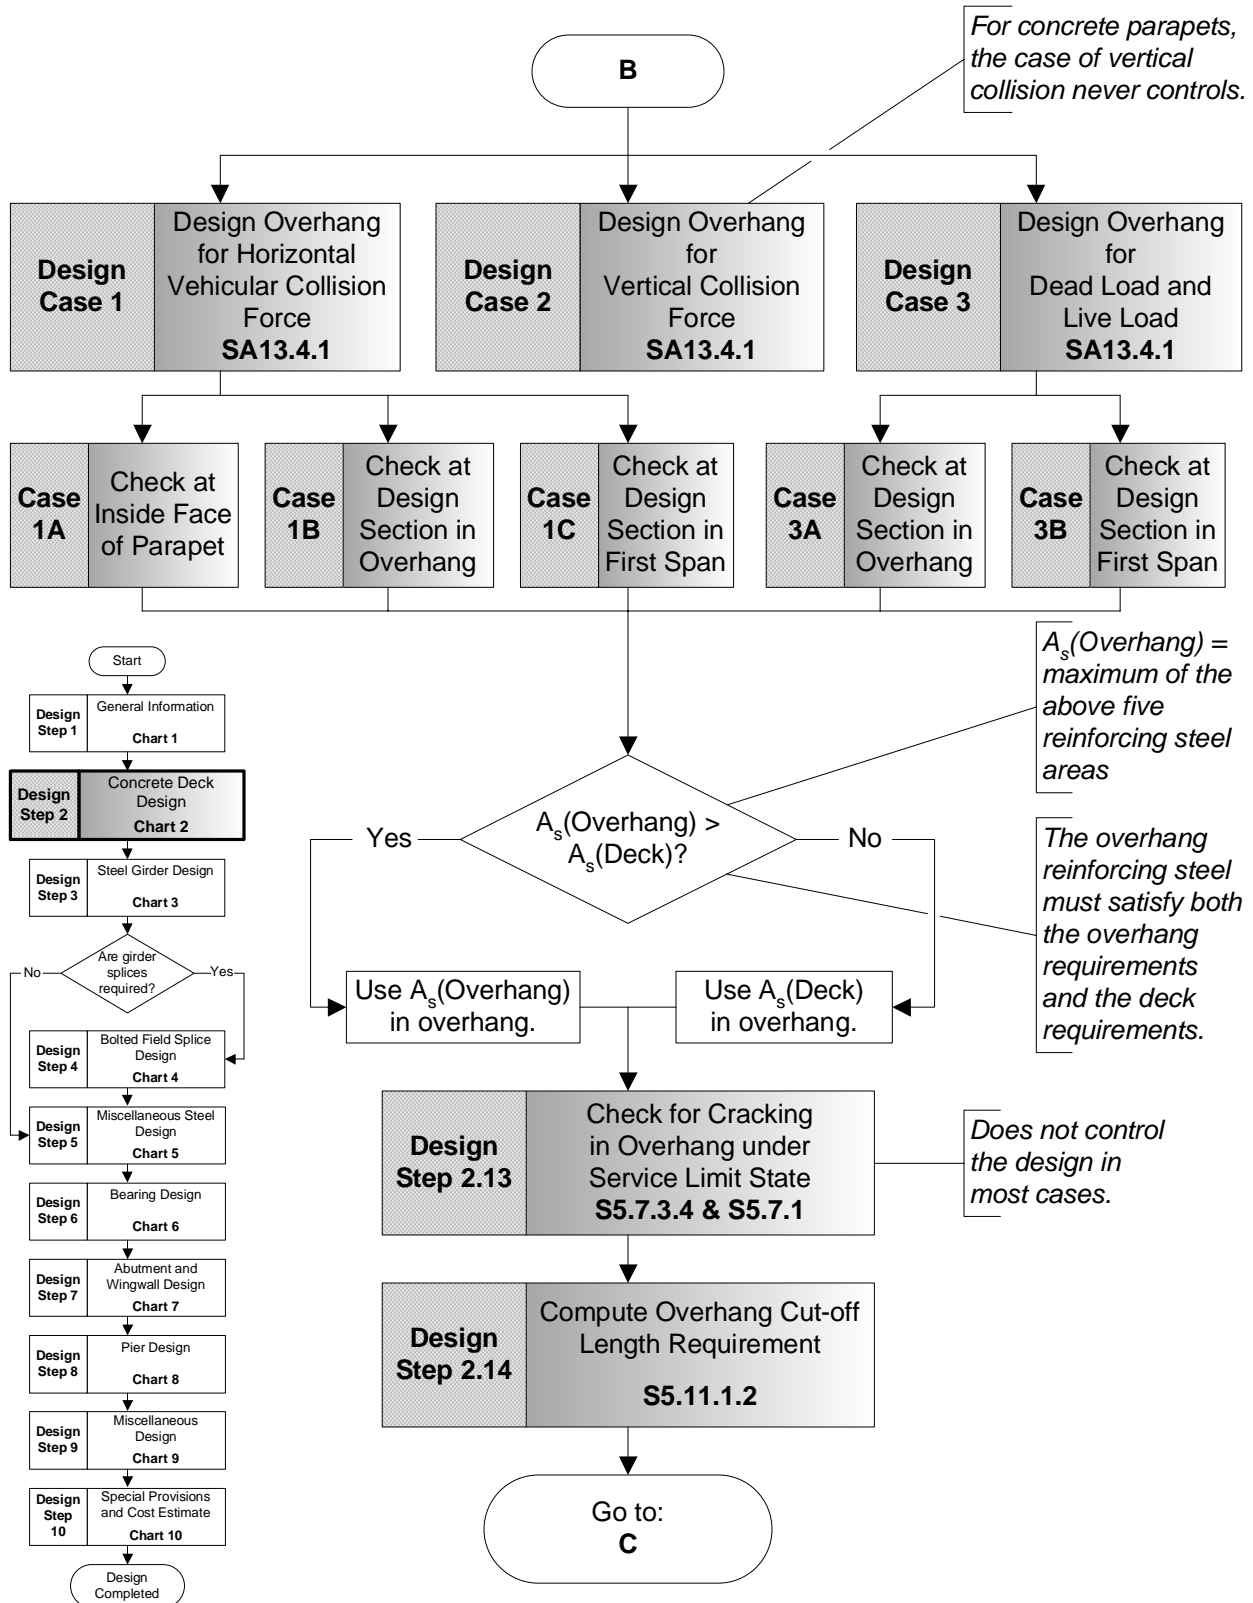 B
For concrete parapets,
the case of vertical
collision never controls.
Design
Case 1
Design Overhang
for Horizontal
Vehicular Collision
Force
SA13.4.1
Design
Case 2
Design Overhang
for
Vertical Collision
Force
SA13.4.1
Design
Case 3
Design Overhang
for
Dead Load and
Live Load
SA13.4.1
Case
1A
Check at
Inside Face
of Parapet
Case
1B
Check at
Design
Section in
Overhang
Case
1C
Check at
Design
Section in
First Span
Case
3A
Check at
Design
Section in
Overhang
Case
3B
Check at
Design
Section in
First Span
As(Overhang) =
maximum of the
above five
reinforcing steel
areas
As(Overhang) >
As(Deck)?
Yes
No
The overhang
reinforcing steel
must satisfy both
the overhang
requirements
and the deck
requirements.
Use As(Overhang)
in overhang.
Use As(Deck)
in overhang.
Design
Step 2.13
Check for Cracking
in Overhang under
Service Limit State
S5.7.3.4 & S5.7.1
Does not control
the design in
most cases.
Design
Step 2.14
Compute Overhang Cut-off
Length Requirement
S5.11.1.2
Go to:
C
Start
Design
Step 1
General Information
Chart 1
Design
Step 2
Concrete Deck
Design
Chart 2
Design
Step 3
Steel Girder Design
Chart 3
Are girder
splices
required?
No
Yes
Design
Step 4
Bolted Field Splice
Design
Chart 4
Design
Step 5
Miscellaneous Steel
Design
Chart 5
Design
Step 6
Bearing Design
Chart 6
Design
Step 7
Abutment and
Wingwall Design
Chart 7
Design
Step 8
Pier Design
Chart 8
Design
Step 9
Miscellaneous
Design
Chart 9
Design
Step
10
Special Provisions
and Cost Estimate
Chart 10
Design
Completed